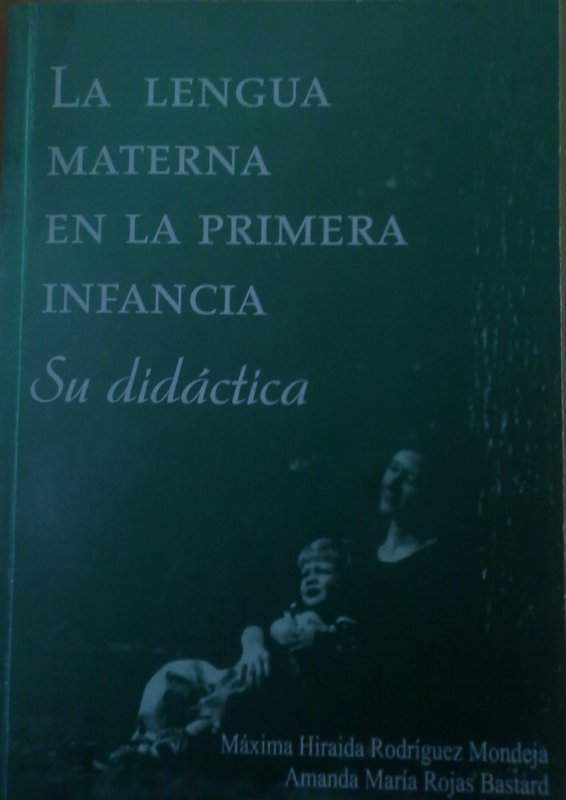 LA LENGUA
MATERNA
EN LA PRIMERA
INFANCIA
Su didáctica
Máxima Hiraida Rodríguez Mondeja
Amanda María Rojas Bastard